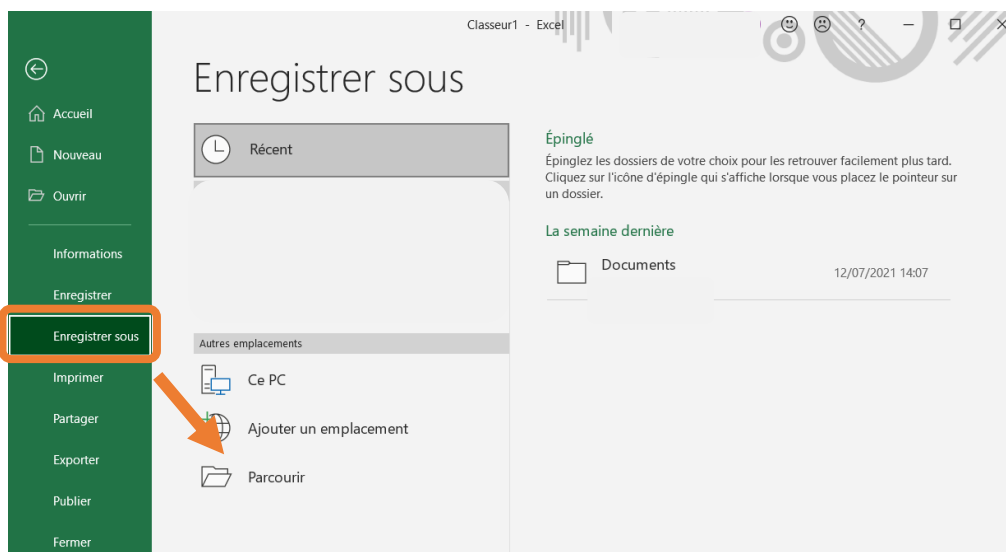 Classeur1 - Excel
?
Enregistrer sous
Accueil
Nouveau
Ouvrir
Informations
Enregistrer
Enregistrer sous
Imprimer
Partager
Exporter
Publier
Fermer
Récent
Autres emplacements
Ce PC
Ajouter un emplacement
Parcourir
Épinglé
Épinglez les dossiers de votre choix pour les retrouver facilement plus tard.
Cliquez sur l'icône d'épingle qui s'affiche lorsque vous placez le pointeur sur
un dossier.
La semaine dernière
Documents
12/07/2021 14:07